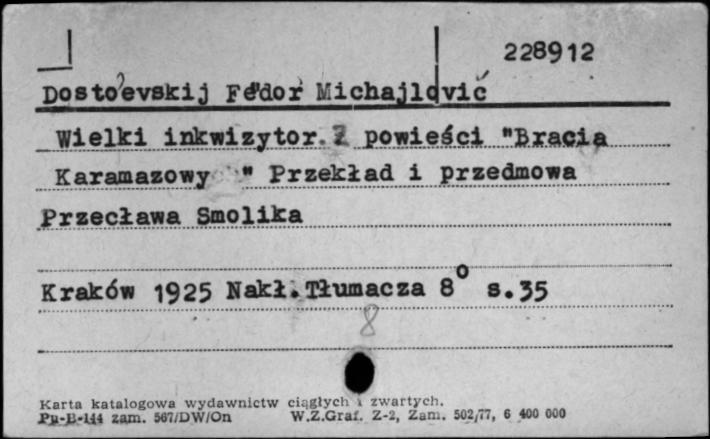 228912
Dostoevskij Fëdor Michajlovič
Wielki inkwizytor. Z powieści "Bracia
Karamazowy " Przekład i przedmowa
Przecława Smolika
Kraków 1925 Nakł.Tłumacza 8° s.35
8
Karta katalogowa wydawnictw ciągłych i zwartych.
Pu-B-144 zam. 567/DW/On W.Z.Graf. Z-2, Zam. 502/77, 6 400 000